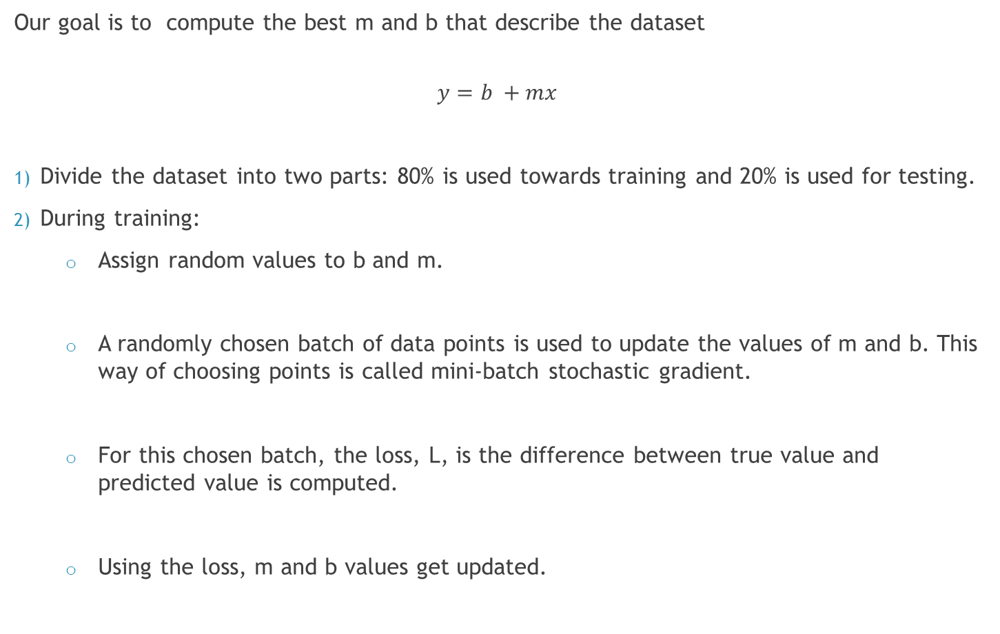 Our goal is to compute the best m and b that describe the dataset
y = b + mx
1) Divide the dataset into two parts: 80% is used towards training and 20% is used for testing.
2) During training:
o Assign random values to b and m.
o A randomly chosen batch of data points is used to update the values of m and b. This
way of choosing points is called mini-batch stochastic gradient.
o For this chosen batch, the loss, L, is the difference between true value and
predicted value is computed.
o Using the loss, m and b values get updated.